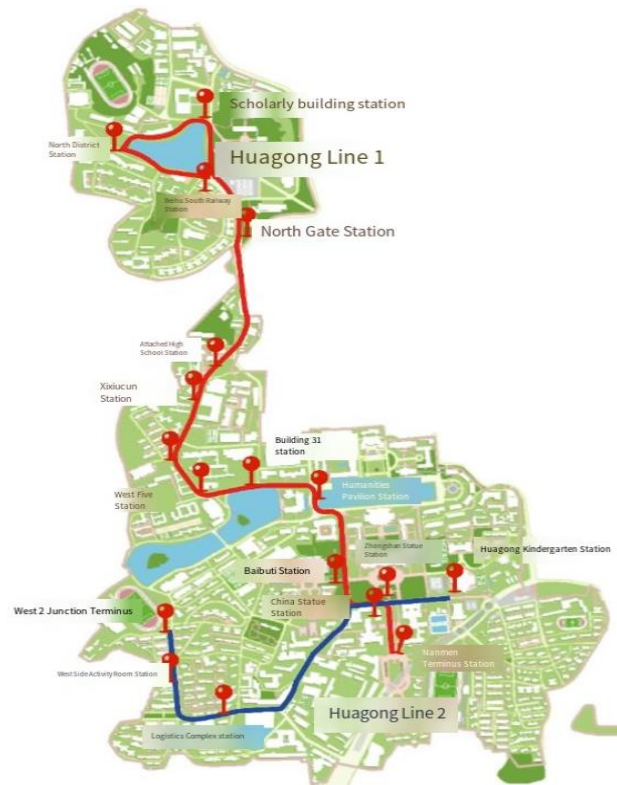 Scholarly building station
North District
Station
Huagong Line 1
Beihu South Railway
Station
North Gate Station
Attached High
School Station
Xixiucun
Station
Building 31
station
West Five
Station
Humanities
Pavilion Station
Zhongshan Statue
Station
Huagong Kindergarten Station
Baibuti Station
China Statue
Station
West 2 Junction Terminus
Nanmen
Terminus Station
West Side Activity Room Station
Huagong Line 2
Logistics Complex station